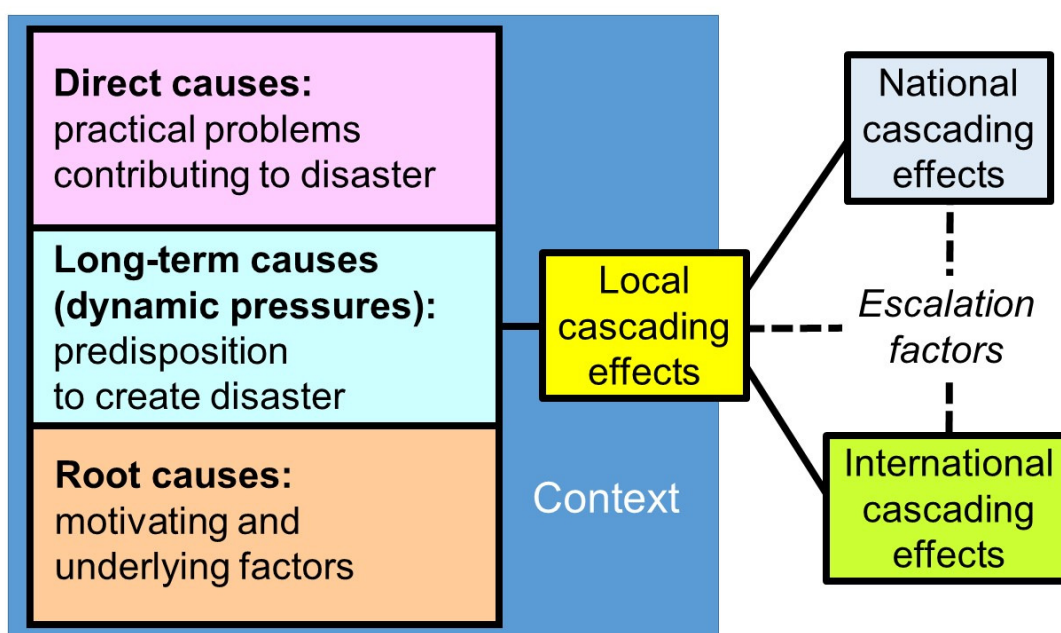 Direct causes:
practical problems
contributing to disaster
Long-term causes
(dynamic pressures):
predisposition
to create disaster
Root causes:
motivating and
underlying factors
Context
Local
cascading
effects
National
cascading
effects
Escalation
factors
International
cascading
effects